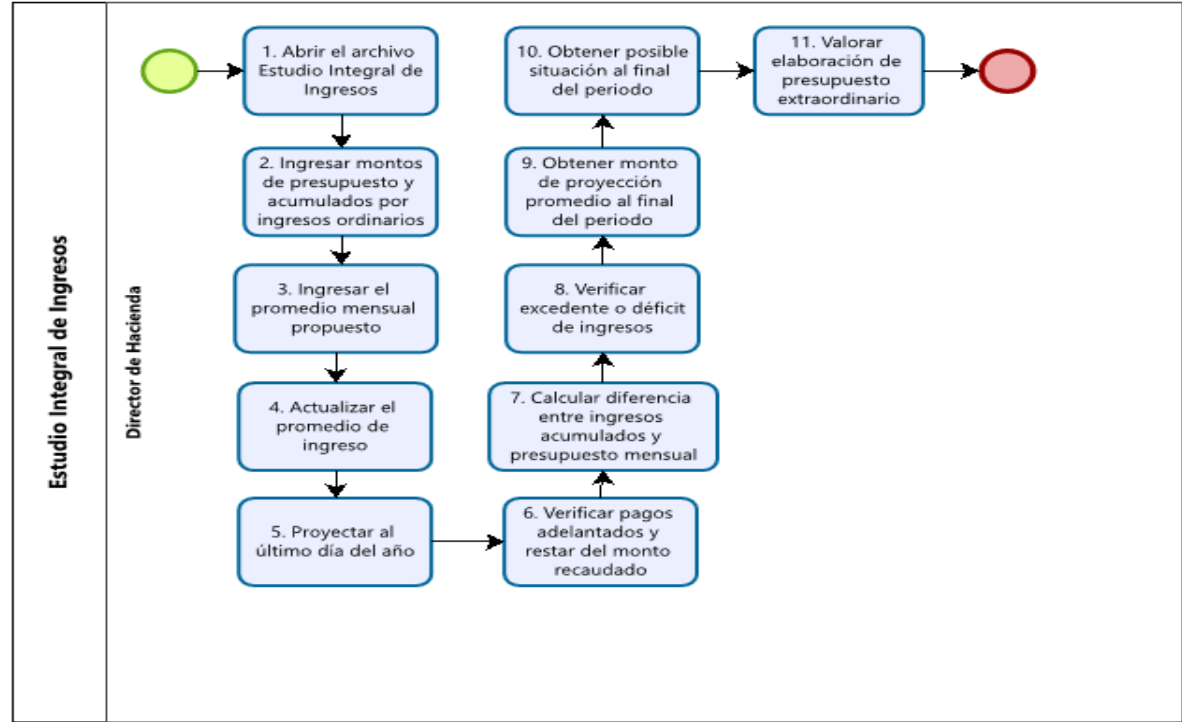 Estudio Integral de Ingresos
Director de Hacienda
1. Abrir el archivo
Estudio Integral de
Ingresos
2. Ingresar montos
de presupuesto y
acumulados por
ingresos ordinarios
3. Ingresar el
promedio mensual
propuesto
4. Actualizar el
promedio de
ingreso
5. Proyectar al
último día del año
6. Verificar pagos
adelantados y
restar del monto
recaudado
7. Calcular diferencia
entre ingresos
acumulados y
presupuesto mensual
8. Verificar
excedente o déficit
de ingresos
9. Obtener monto
de proyección
promedio al final
del periodo
10. Obtener posible
situación al final
del periodo
11. Valorar
elaboración de
presupuesto
extraordinario